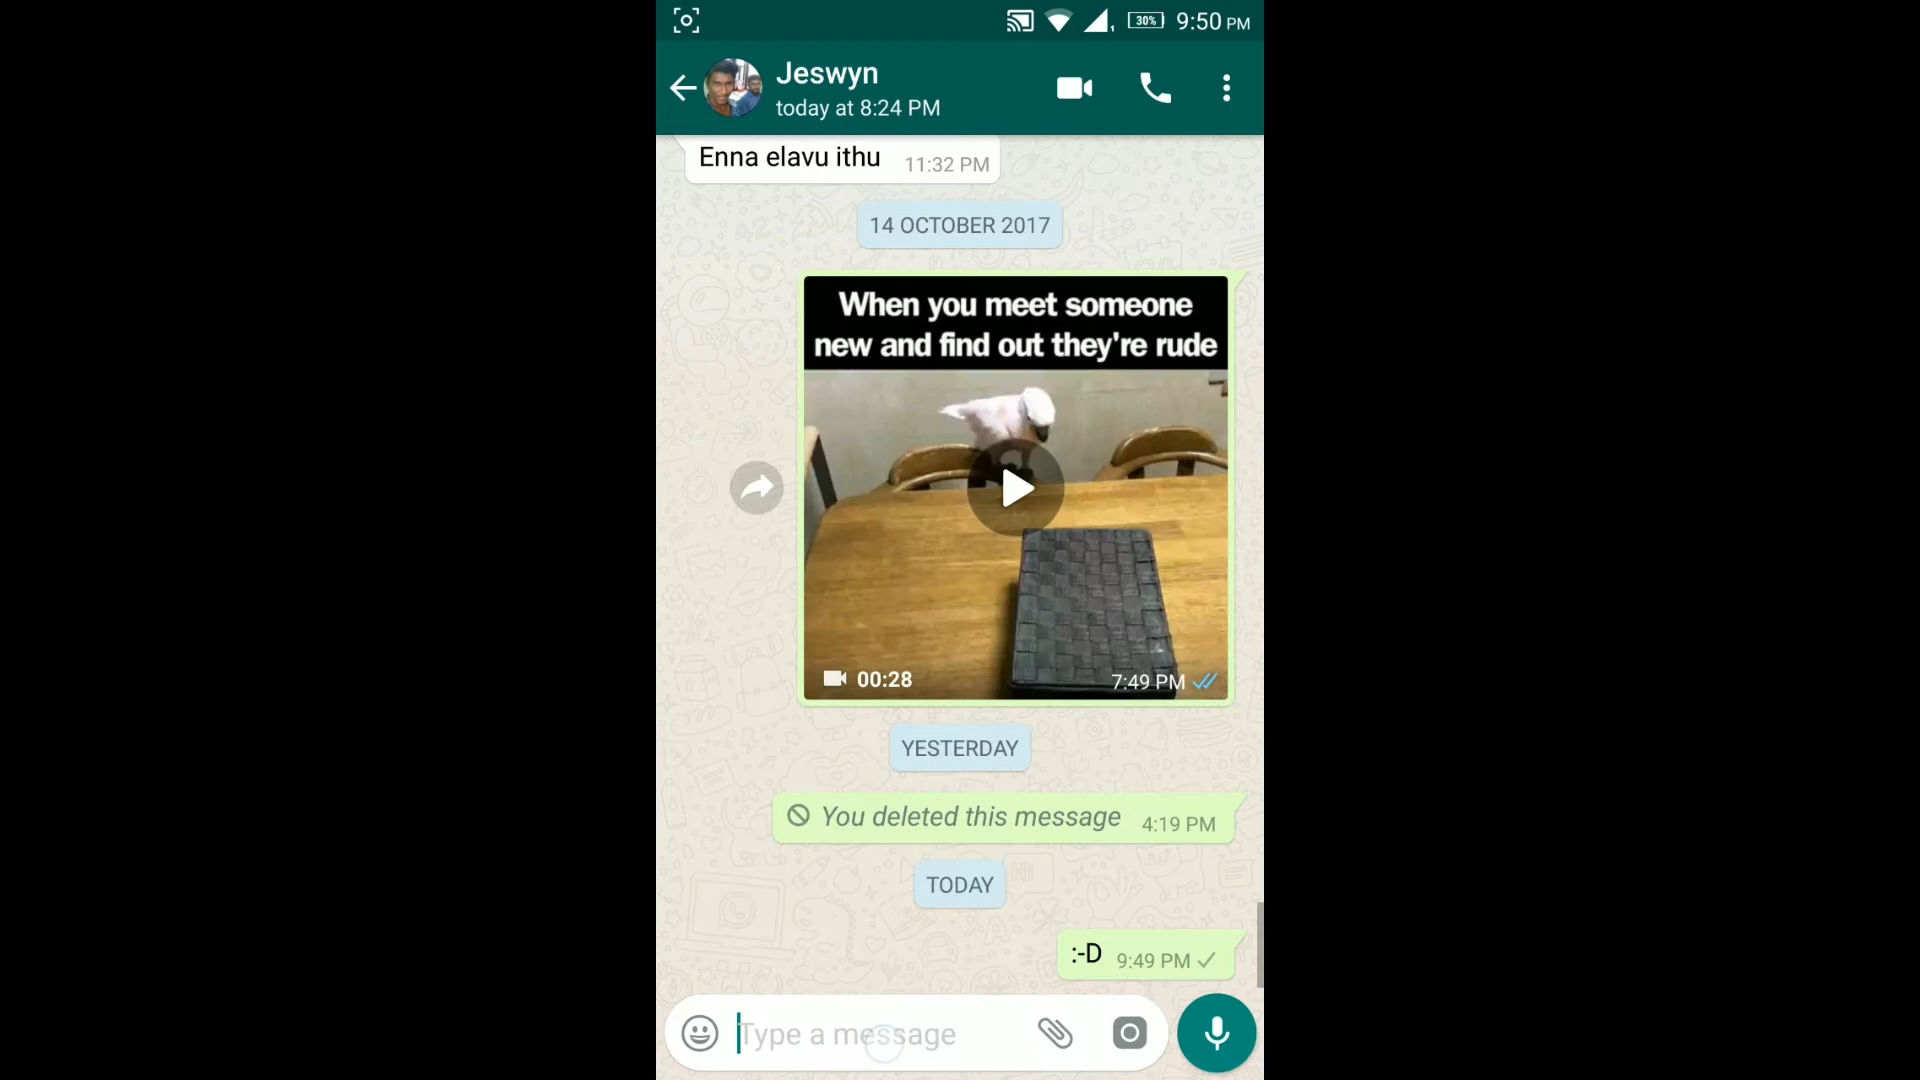 30%
9:50 PM
Jeswyn
today at 8:24 PM
Enna elavu ithu
11:32 PM
14 OCTOBER 2017
When you meet someone
new and find out they're rude
00:28
7:49 PM
YESTERDAY
You deleted this message
4:19 PM
TODAY
:-D
9:49 PM
Type a message